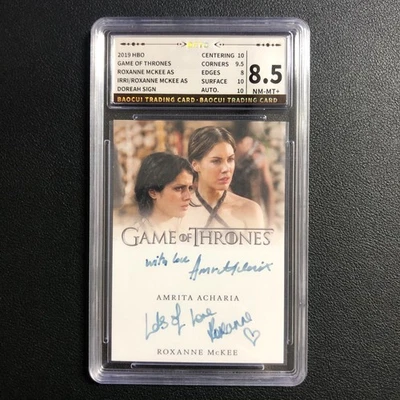 2019 HBO
GAME OF THRONES
ROXANNE MCKEE AS
IRRI/ROXANNE MCKEE AS
DOREAH SIGN
CENTERING 10
CORNERS 9.5
EDGES 8
SURFACE 10
AUTO. 10
8.5
NM-MT+
BAOCUI TRADING CARD · BAOCUI TRADING CARD
GAME OF THRONES
with love
AMRITA ACHARIA
Lots of love
Roxanne
ROXANNE McKEE